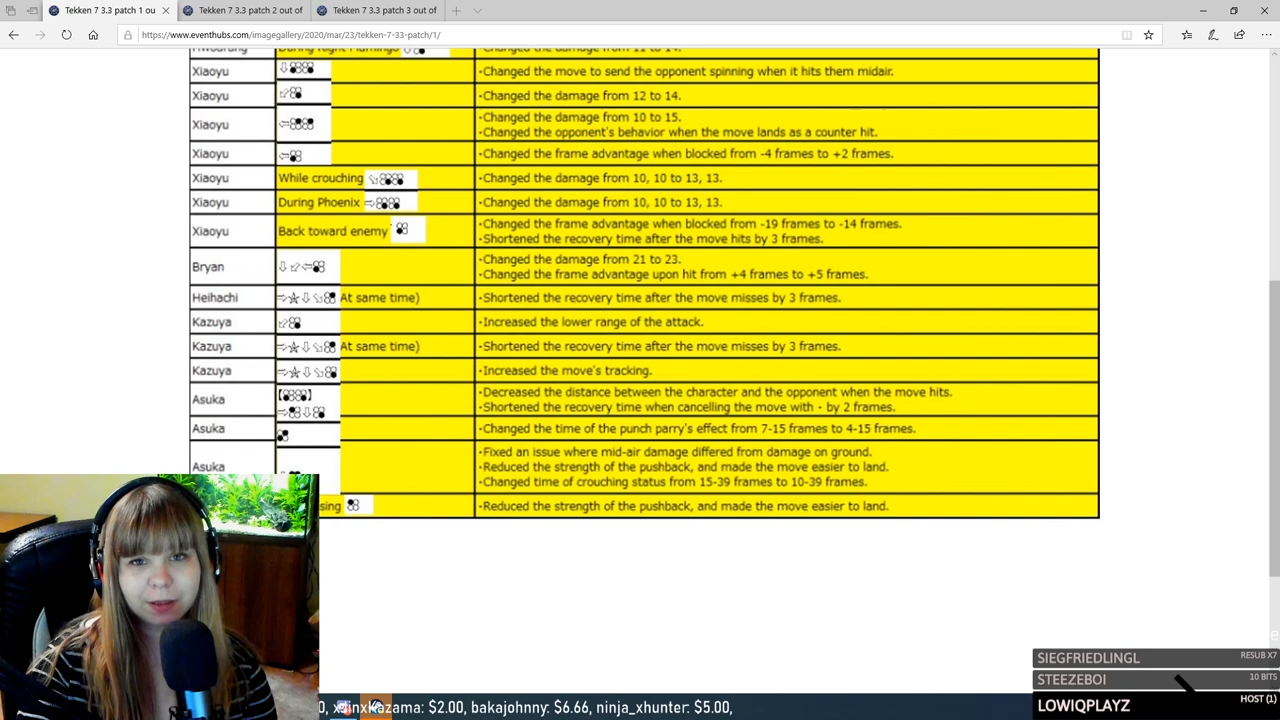 Tekken 7 3.3 patch 1 ou
Tekken 7 3.3 patch 2 out of
Tekken 7 3.3 patch 3 out of
https://www.eventhubs.com/imagegallery/2020/mar/23/tekken-7-33-patch/1/
Hwoarang During Right Flamingo •Changed the damage from 11 to 14.
Xiaoyu •Changed the move to send the opponent spinning when it hits them midair.
Xiaoyu •Changed the damage from 12 to 14.
Xiaoyu •Changed the damage from 10 to 15.
•Changed the opponent's behavior when the move lands as a counter hit.
Xiaoyu •Changed the frame advantage when blocked from -4 frames to +2 frames.
Xiaoyu While crouching •Changed the damage from 10, 10 to 13, 13.
Xiaoyu During Phoenix •Changed the damage from 10, 10 to 13, 13.
Xiaoyu Back toward enemy •Changed the frame advantage when blocked from -19 frames to -14 frames.
•Shortened the recovery time after the move hits by 3 frames.
Bryan •Changed the damage from 21 to 23.
•Changed the frame advantage upon hit from +4 frames to +5 frames.
Heihachi At same time) •Shortened the recovery time after the move misses by 3 frames.
Kazuya •Increased the lower range of the attack.
Kazuya At same time) •Shortened the recovery time after the move misses by 3 frames.
Kazuya •Increased the move's tracking.
Asuka •Decreased the distance between the character and the opponent when the move hits.
•Shortened the recovery time when cancelling the move with · by 2 frames.
Asuka •Changed the time of the punch parry's effect from 7-15 frames to 4-15 frames.
Asuka •Fixed an issue where mid-air damage differed from damage on ground.
•Reduced the strength of the pushback, and made the move easier to land.
•Changed time of crouching status from 15-39 frames to 10-39 frames.
sing •Reduced the strength of the pushback, and made the move easier to land.
SIEGFRIEDLINGL RESUB X7
STEEZEBOI 10 BITS
LOWIQPLAYZ HOST (1)
$2.00, bakajohnny: $6.66, ninja_xhunter: $5.00,